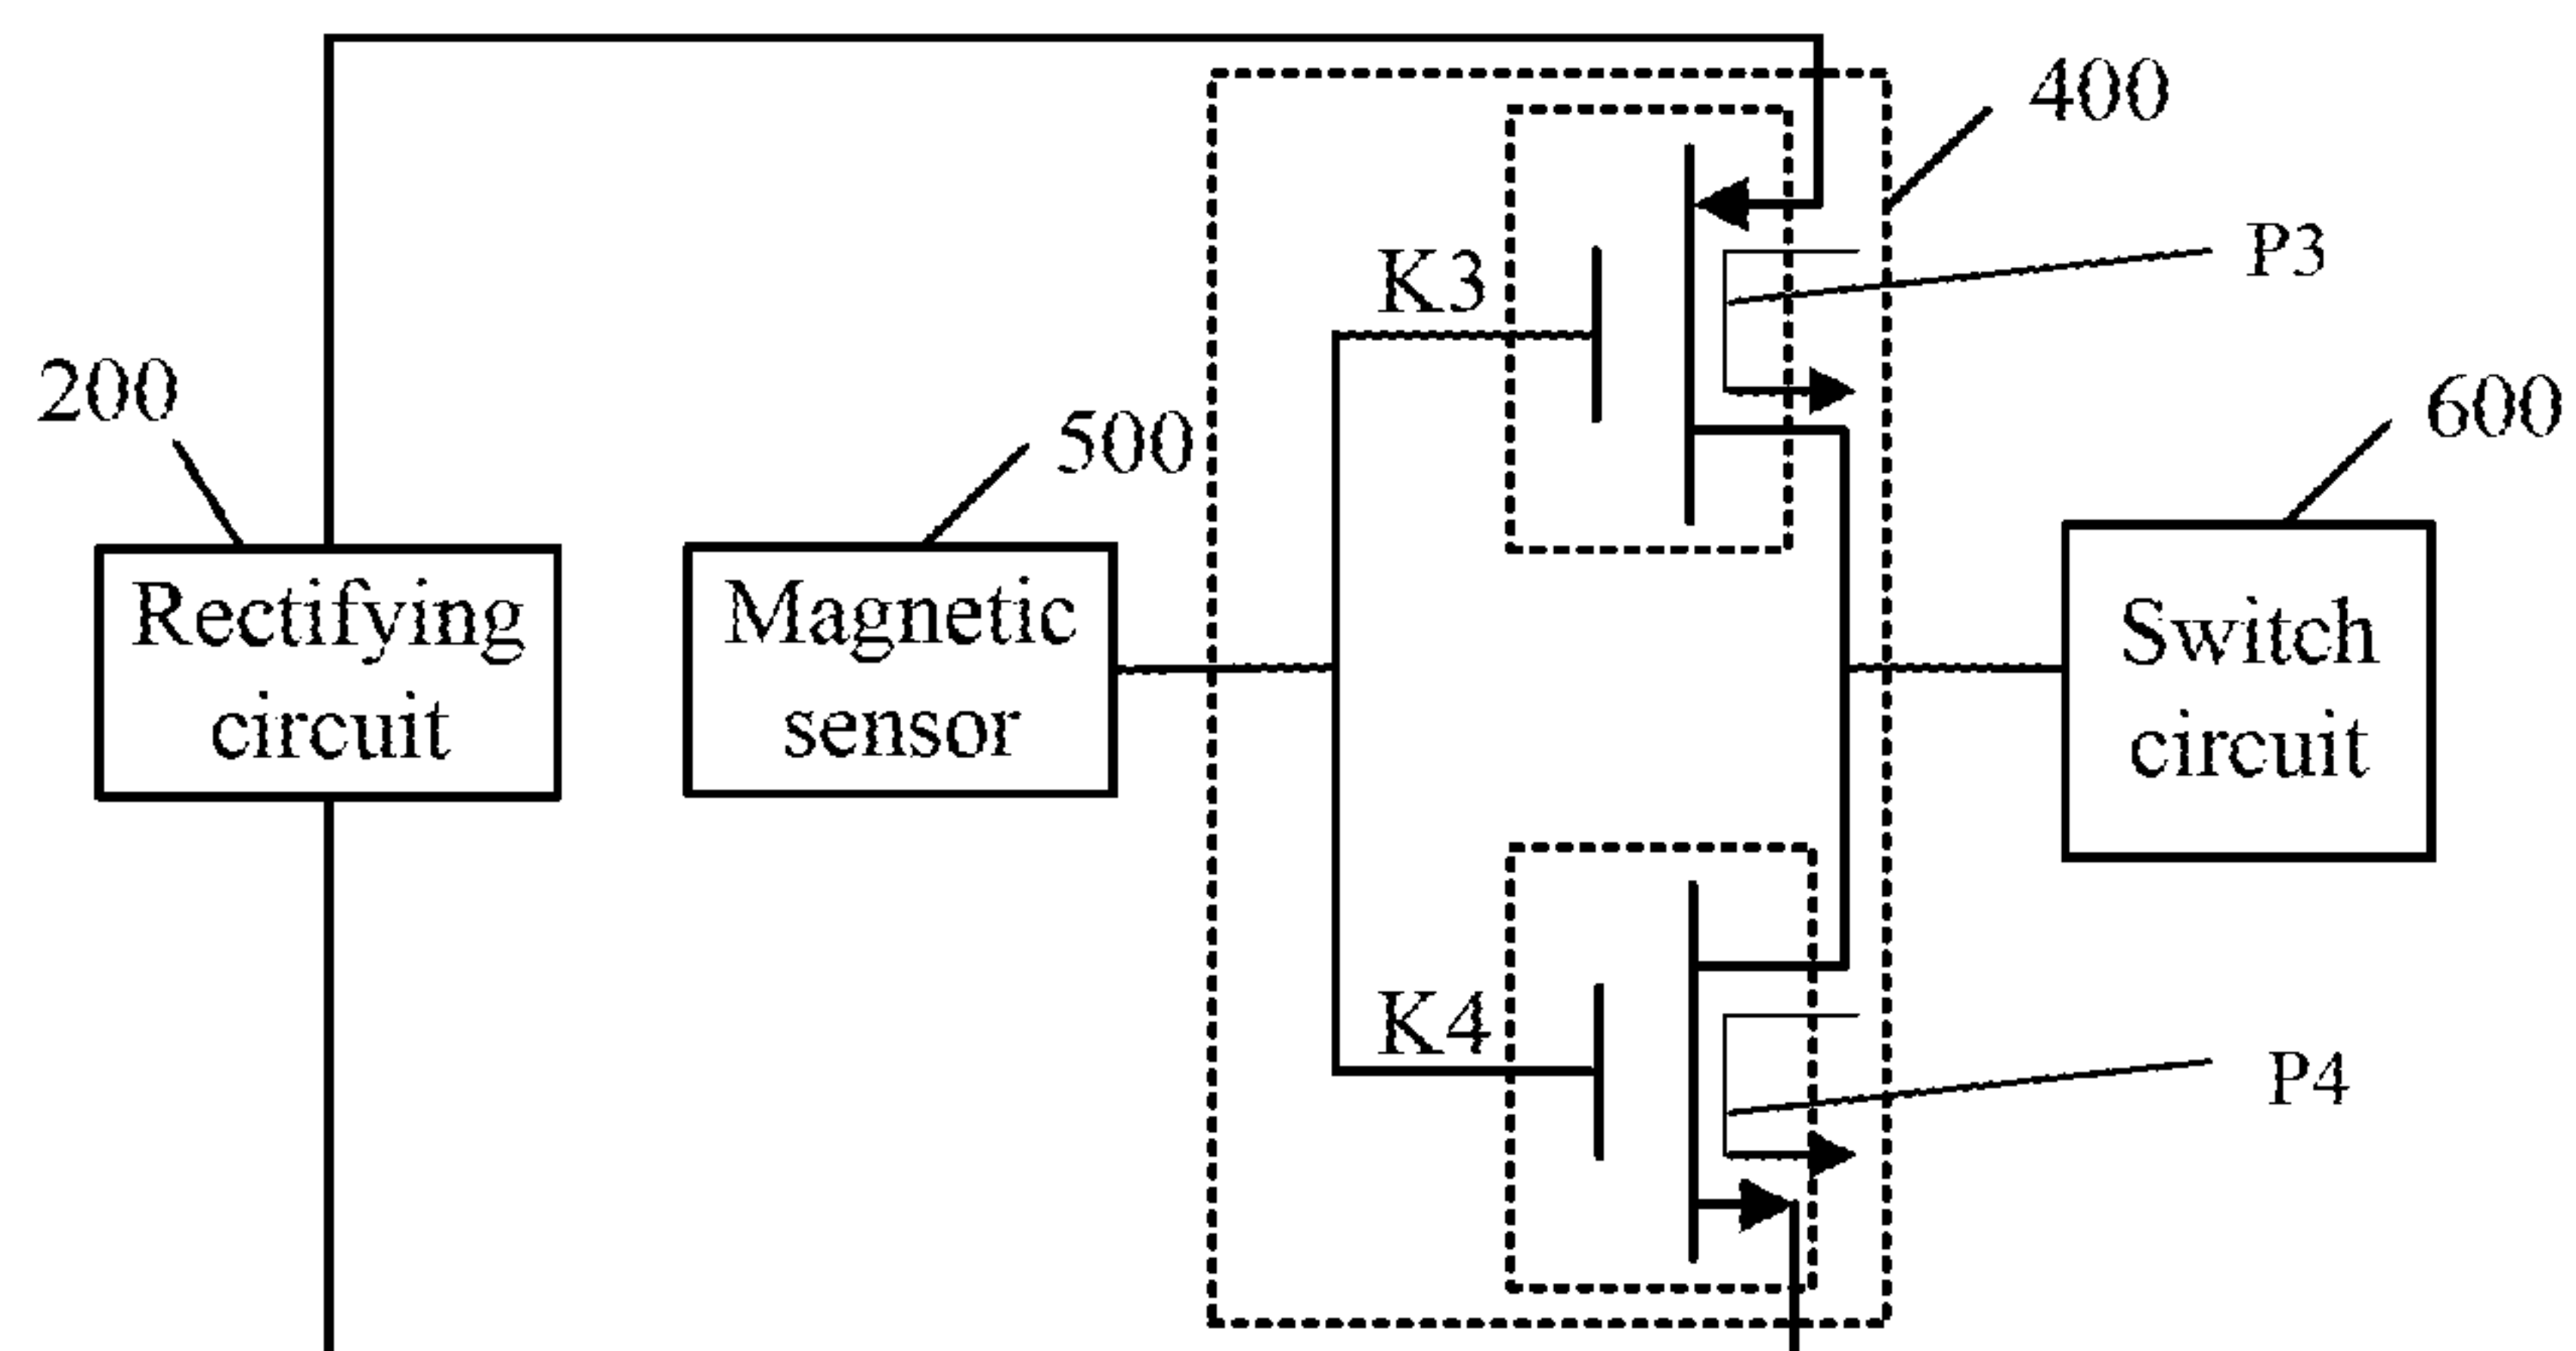 400
K3
P3
200
500
600
Rectifying
circuit
Magnetic
sensor
Switch
circuit
K4
P4